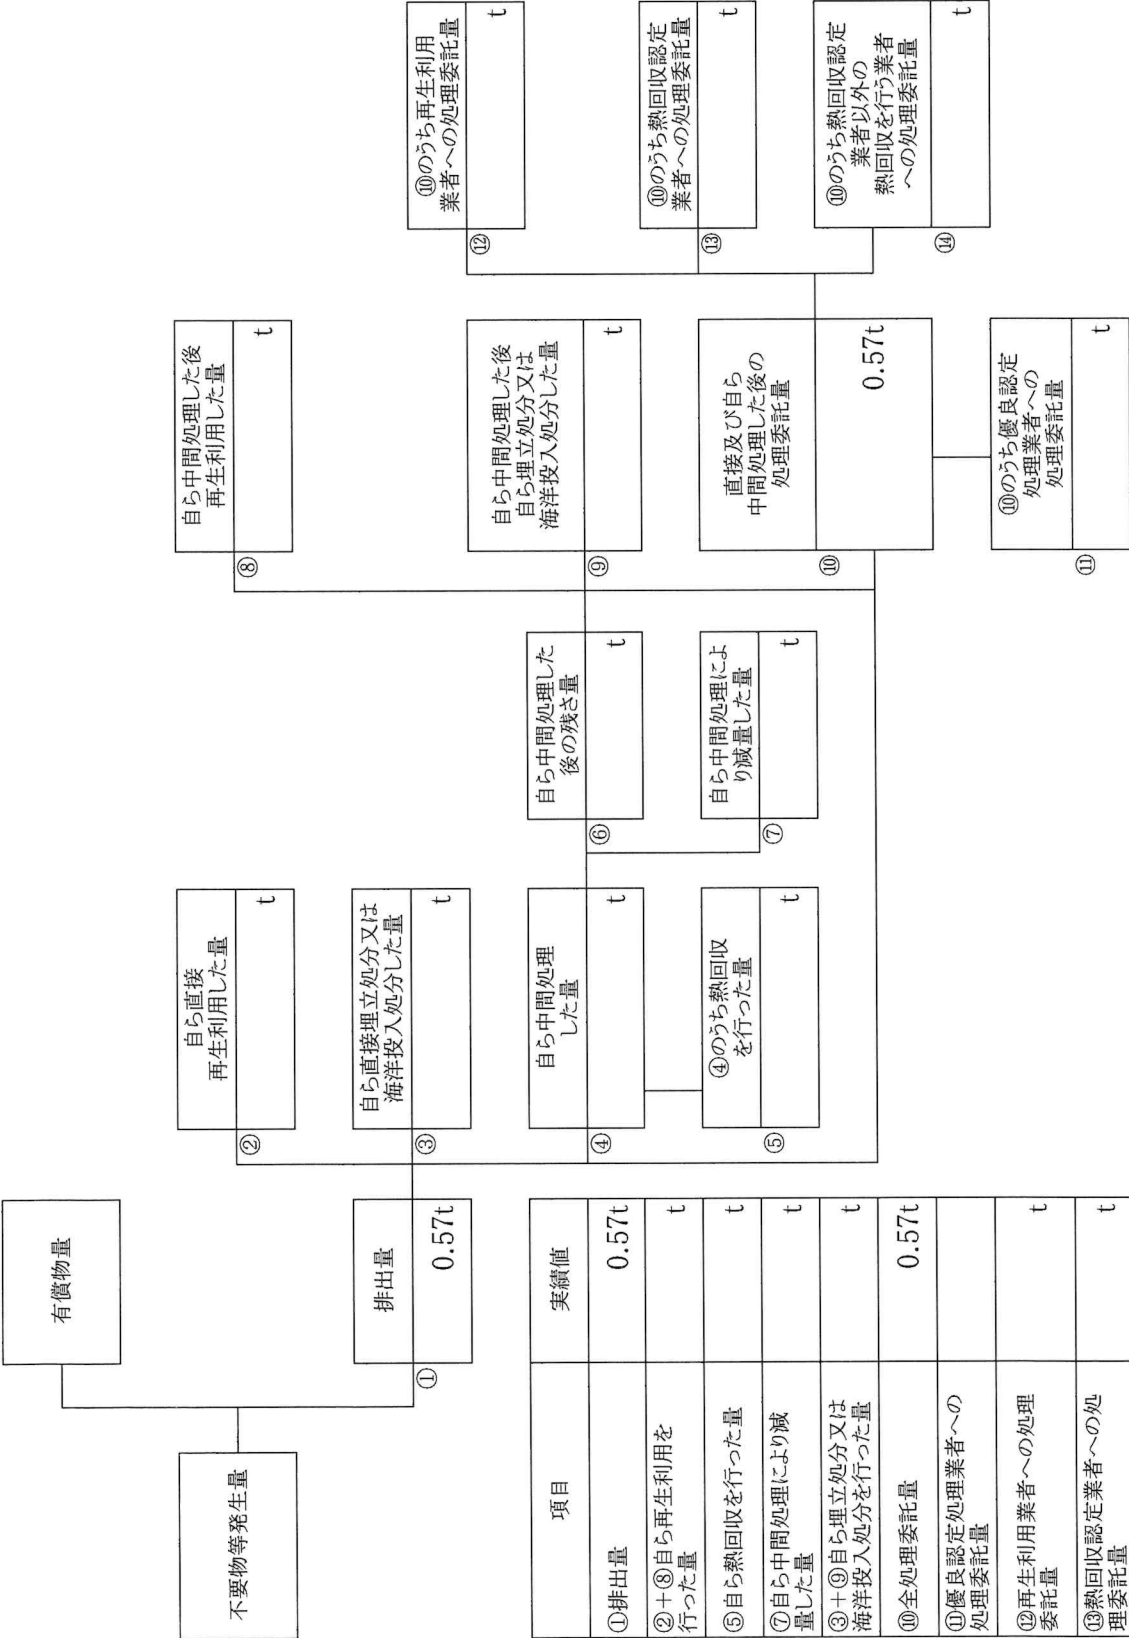 不要物等発生量
有償物量
①
排出量
0.57t
②
自ら直接
再生利用した量
t
③
自ら直接埋立処分又は
海洋投入処分した量
t
④
自ら中間処理
した量
t
⑤
④のうち熱回収
を行った量
t
⑥
自ら中間処理した
後の残さ量
t
⑦
自ら中間処理によ
り減量した量
t
⑧
自ら中間処理した後
再生利用した量
t
⑨
自ら中間処理した後
自ら埋立処分又は
海洋投入処分した量
t
⑩
直接及び自ら
中間処理した後の
処理委託量
0.57t
⑪
⑩のうち優良認定
処理業者への
処理委託量
t
⑫
⑩のうち再生利用
業者への処理委託量
t
⑬
⑩のうち熱回収認定
業者への処理委託量
t
⑭
⑩のうち熱回収認定
業者以外の
熱回収を行う業者
への処理委託量
t
項目
実績値
①排出量
0.57t
②+⑧自ら再生利用を
行った量
t
⑤自ら熱回収を行った量
t
⑦自ら中間処理により減
量した量
t
③+⑨自ら埋立処分又は
海洋投入処分を行った量
t
⑩全処理委託量
0.57t
⑪優良認定処理業者への
処理委託量
⑫再生利用業者への処理
委託量
t
⑬熱回収認定業者への処
理委託量
t